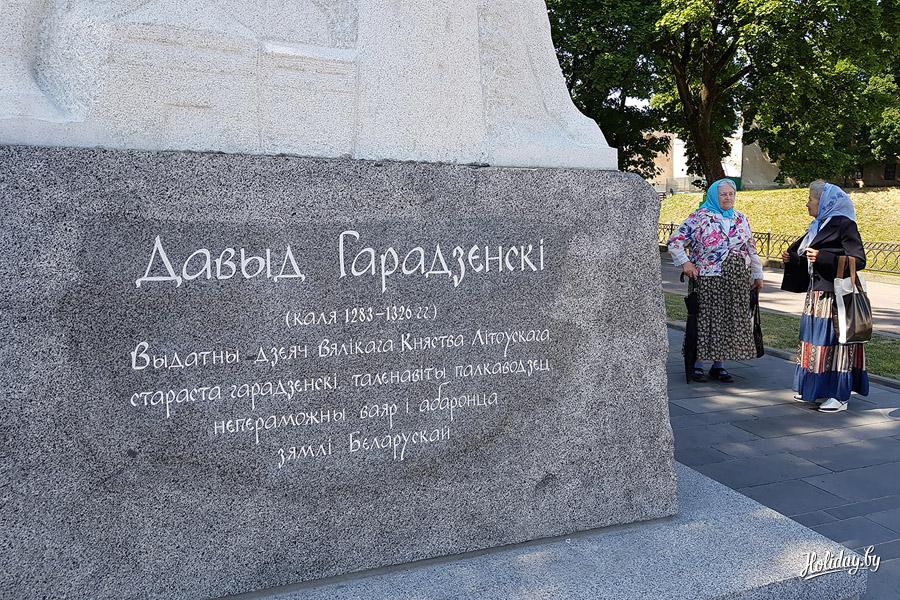 Давыд Гарадзенскі
(каля 1283-1326 гг)
Выдатны дзеяч Вялікага Княства Літоўскага
стараста гарадзенскі, таленавіты палкаводзец
непераможны ваяр і абаронца
зямлі Беларускай
Holiday.by